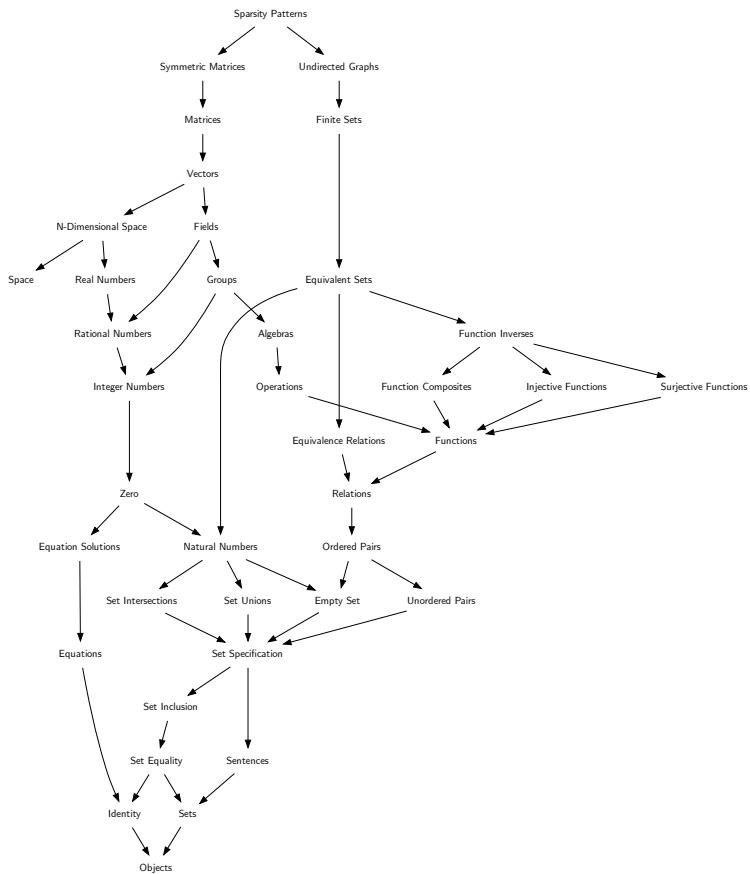 Sparsity Patterns
Symmetric Matrices
Undirected Graphs
Matrices
Finite Sets
Vectors
N-Dimensional Space
Fields
Space
Real Numbers
Groups
Equivalent Sets
Rational Numbers
Algebras
Function Inverses
Integer Numbers
Operations
Function Composites
Injective Functions
Surjective Functions
Equivalence Relations
Functions
Zero
Relations
Equation Solutions
Natural Numbers
Ordered Pairs
Set Intersections
Set Unions
Empty Set
Unordered Pairs
Equations
Set Specification
Set Inclusion
Set Equality
Sentences
Identity
Sets
Objects